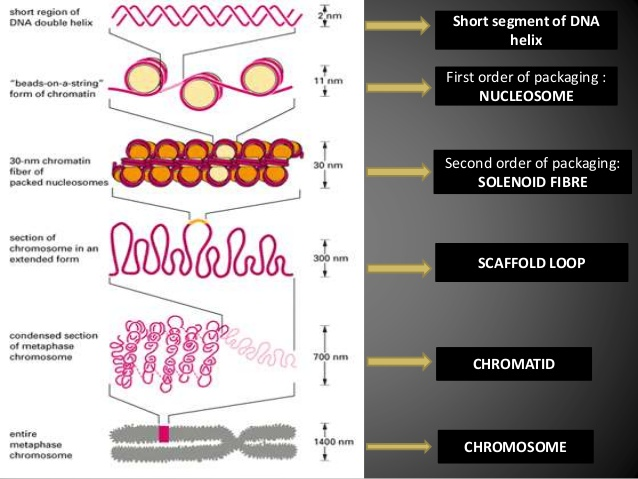 short region of
DNA double helix
2 nm
Short segment of DNA
helix
"beads-on-a-string"
form of chromatin
11 nm
First order of packaging :
NUCLEOSOME
30-nm chromatin
fiber of
packed nucleosomes
30 nm
Second order of packaging:
SOLENOID FIBRE
section of
chromosome in an
extended form
300 nm
SCAFFOLD LOOP
condensed section
of metaphase
chromosome
700 nm
CHROMATID
entire
metaphase
chromosome
1400 nm
CHROMOSOME